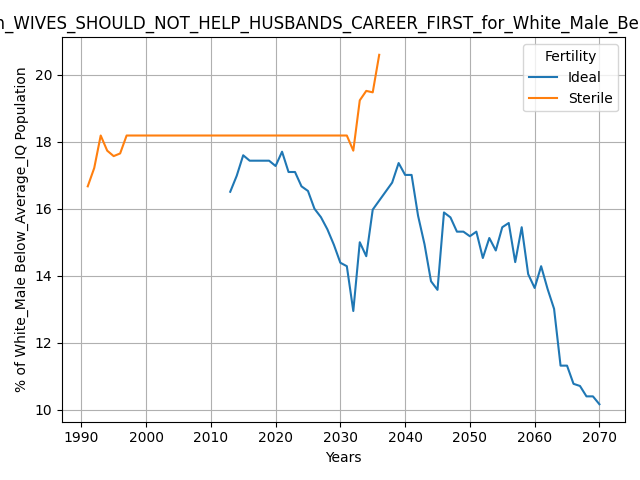 WIVES_SHOULD_NOT_HELP_HUSBANDS_CAREER_FIRST_for_White_Male_Be
Fertility
Ideal
Sterile
% of White_Male Below_Average_IQ Population
20
18
16
14
12
10
1990 2000 2010 2020 2030 2040 2050 2060 2070
Years